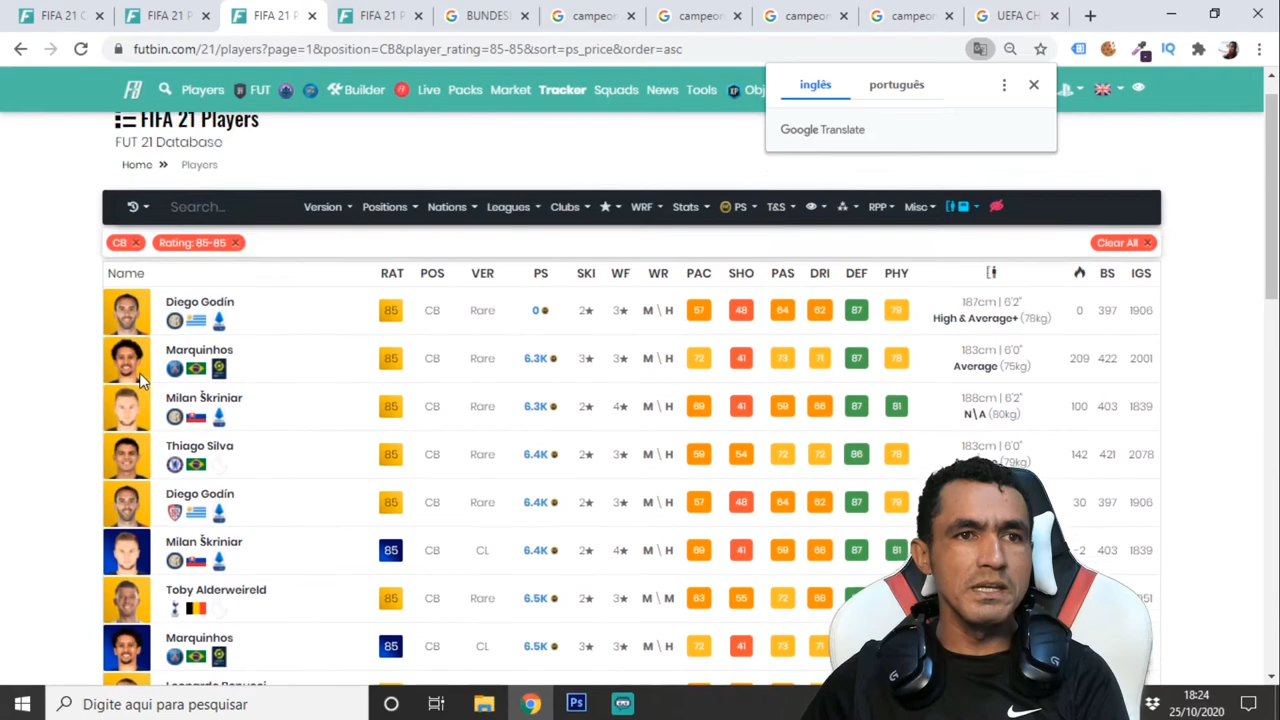 FIFA 21 C
FIFA 21 P
FIFA 21 P
FIFA 21 P
BUNDESI
campeor
campeor
campeor
campeor
UEFA CH
futbin.com/21/players?page=1&position=CB&player_rating=85-85&sort=ps_price&order=asc
IQ
Players FUT Builder Live Packs Market Tracker Squads News Tools Obj
inglês português
Google Translate
FIFA 21 Players
FUT 21 Database
Home » Players
Search... Version Positions Nations Leagues Clubs WRF Stats PS T&S RPP Misc
CB × Rating: 85-85 × Clear All ×
Name RAT POS VER PS SKI WF WR PAC SHO PAS DRI DEF PHY BS IGS
Diego Godín 85 CB Rare 0 2★ 3★ M \ H 57 48 64 62 87 79 187cm | 6'2" High & Average+ (78kg) 0 397 1906
Marquinhos 85 CB Rare 6.3K 3★ 3★ M \ H 72 41 73 71 87 78 183cm | 6'0" Average (75kg) 209 422 2001
Milan Škriniar 85 CB Rare 6.3K 2★ 4★ M \ H 69 41 59 66 87 81 188cm | 6'2" N\A (80kg) 100 403 1839
Thiago Silva 85 CB Rare 6.4K 2★ 3★ M \ H 59 54 72 72 86 78 183cm | 6'0" (79kg) 142 421 2078
Diego Godín 85 CB Rare 6.4K 2★ 3★ M \ H 57 48 64 62 87 79 30 397 1906
Milan Škriniar 85 CB CL 6.4K 2★ 4★ M \ H 69 41 59 66 87 81 -2 403 1839
Toby Alderweireld 85 CB Rare 6.5K 2★ 3★ M \ M 63 55 72 68
Marquinhos 85 CB CL 6.5K 3★ 3★ M \ H 72 41 73 71
Digite aqui para pesquisar
18:24
25/10/2020